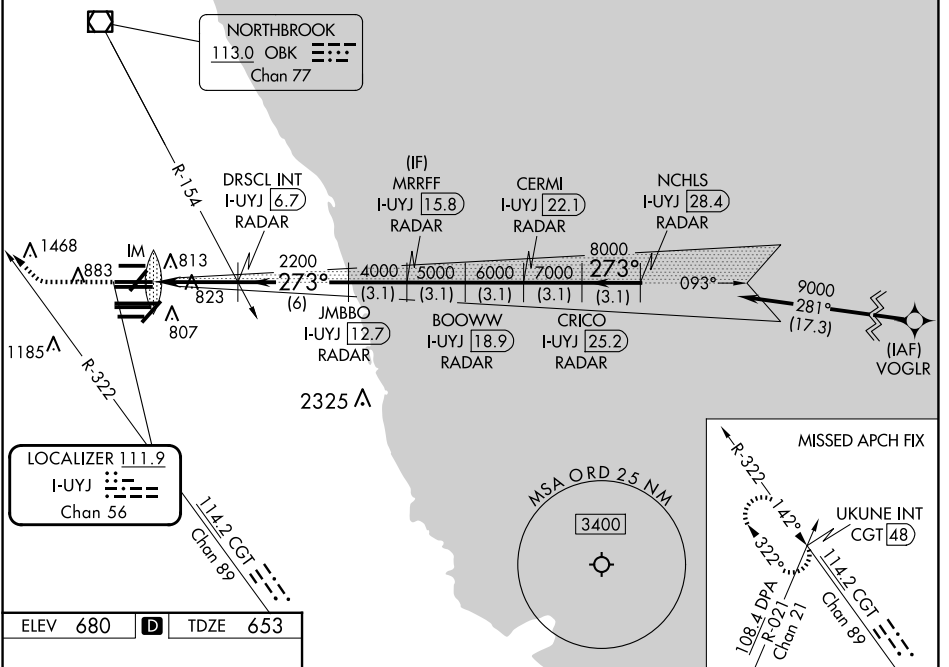 NORTHBROOK
113.0 OBK
Chan 77
R-154
DRSCL INT
I-UYJ 6.7
RADAR
(IF)
MRRFF
I-UYJ 15.8
RADAR
CERMI
I-UYJ 22.1
RADAR
NCHLS
I-UYJ 28.4
RADAR
1468
883
IM
813
823
807
1185
2200
273°
(6)
4000
(3.1)
5000
(3.1)
6000
(3.1)
7000
(3.1)
8000
273°
(3.1)
093°
9000
281°
(17.3)
(IAF)
VOGLR
JMBBO
I-UYJ 12.7
RADAR
BOOWW
I-UYJ 18.9
RADAR
CRICO
I-UYJ 25.2
RADAR
2325
R-322
LOCALIZER 111.9
I-UYJ
Chan 56
114.2 CGT
Chan 89
MSA ORD 25 NM
3400
MISSED APCH FIX
R-322
142°
322°
UKUNE INT
CGT 48
114.2 CGT
Chan 89
108.4 DPA
R-021
Chan 21
ELEV 680 D TDZE 653